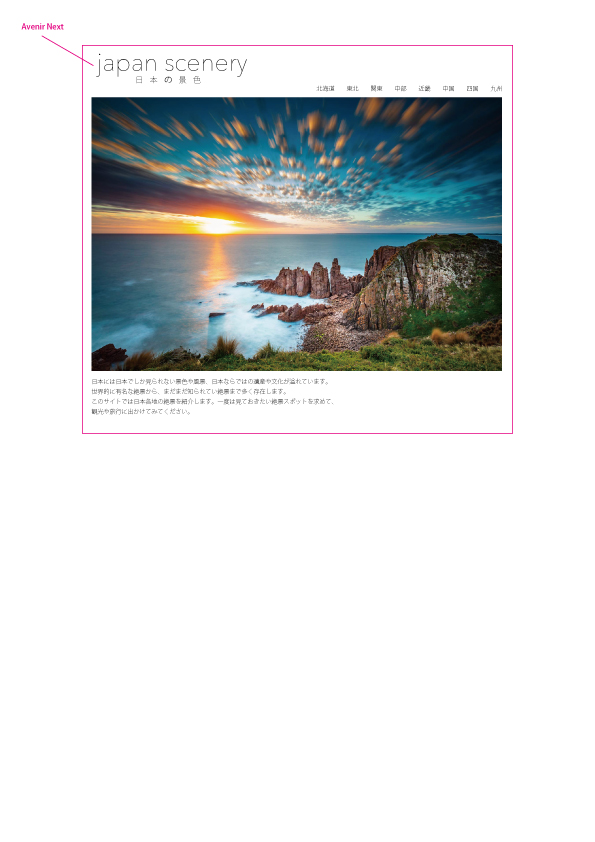 Avenir Next
japan scenery
日本の景色
北海道 東北 関東 中部 近畿 中国 四国 九州
日本には日本でしか見られない景色や風景、日本ならではの遺産や文化が溢れています。
世界的に有名な絶景から、まだまだ知られてい絶景まで多く存在します。
このサイトでは日本各地の絶景を紹介します。一度は見ておきたい絶景スポットを求めて、
観光や旅行に出かけてみてください。